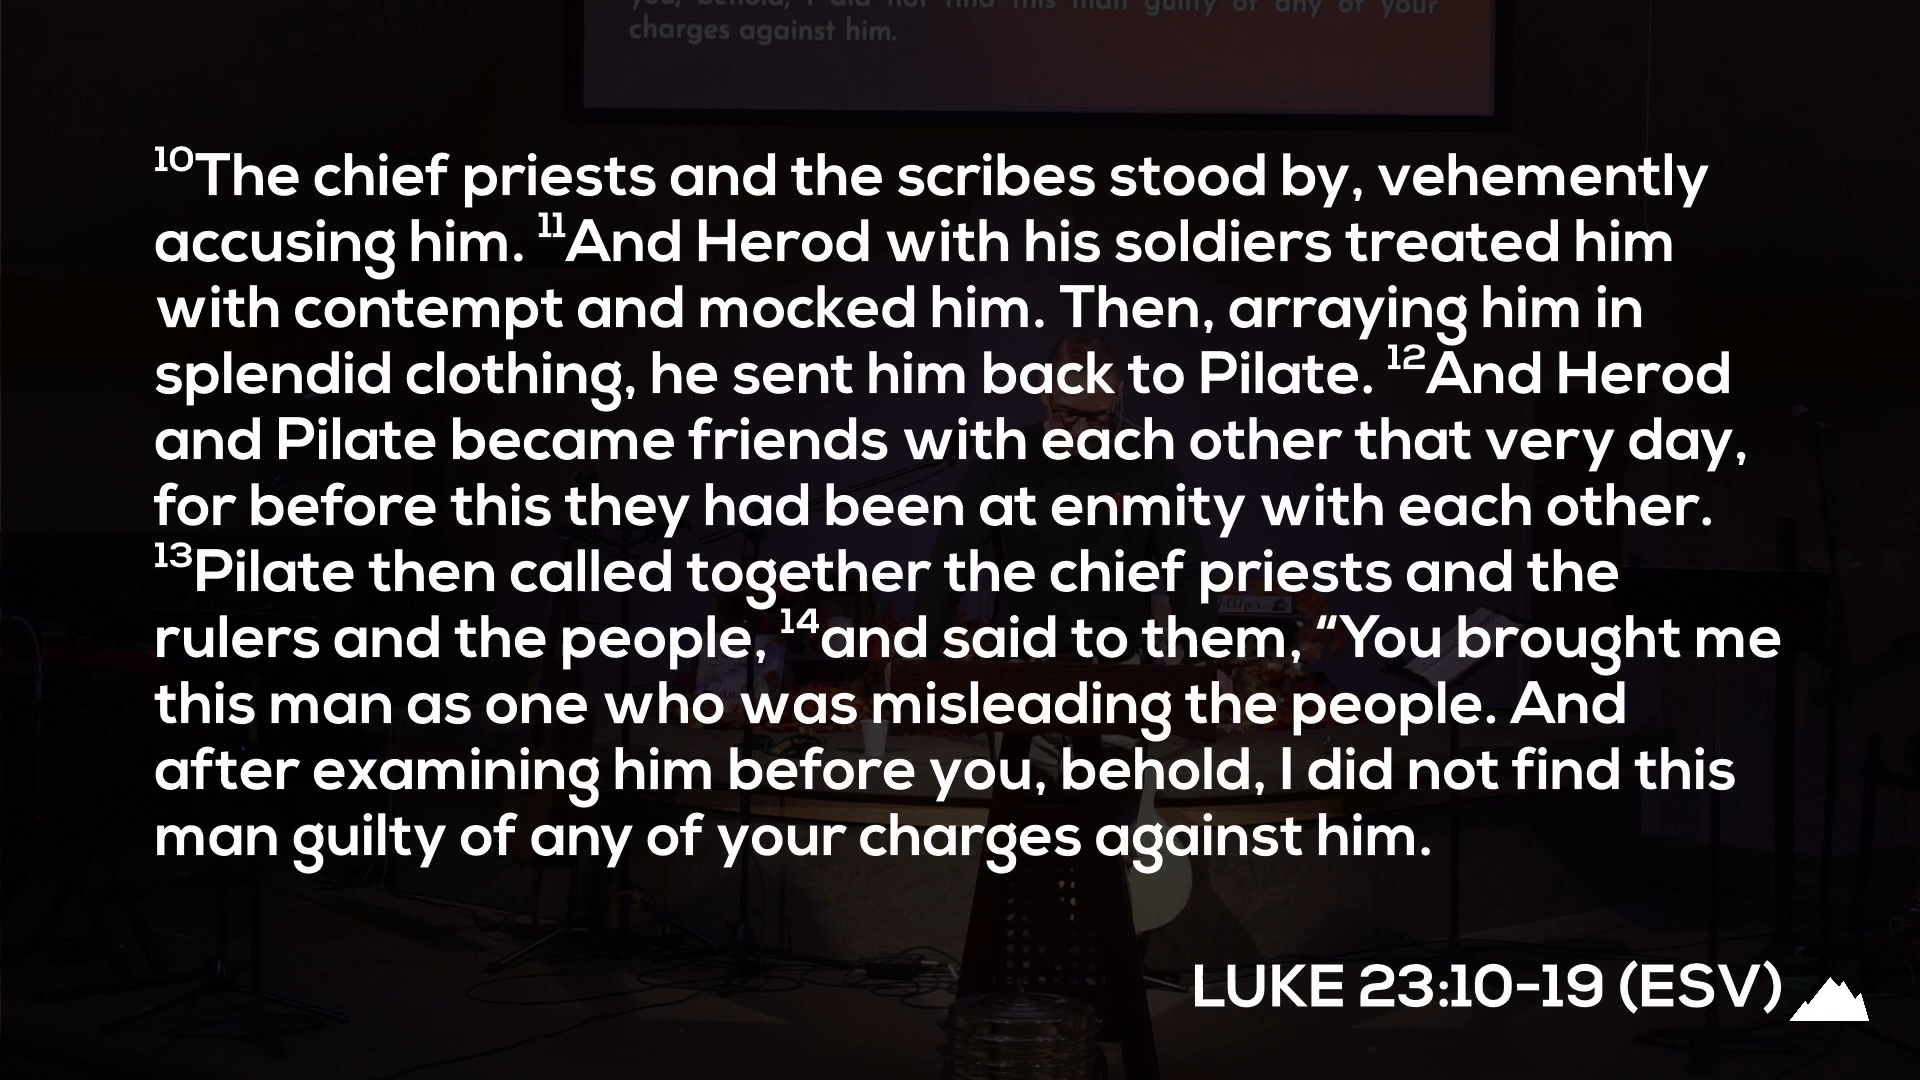 you, behold, I did not find this man guilty of any of your
charges against him.
10The chief priests and the scribes stood by, vehemently
accusing him. 11And Herod with his soldiers treated him
with contempt and mocked him. Then, arraying him in
splendid clothing, he sent him back to Pilate. 12And Herod
and Pilate became friends with each other that very day,
for before this they had been at enmity with each other.
13Pilate then called together the chief priests and the
rulers and the people, 14and said to them, “You brought me
this man as one who was misleading the people. And
after examining him before you, behold, I did not find this
man guilty of any of your charges against him.
LUKE 23:10-19 (ESV)